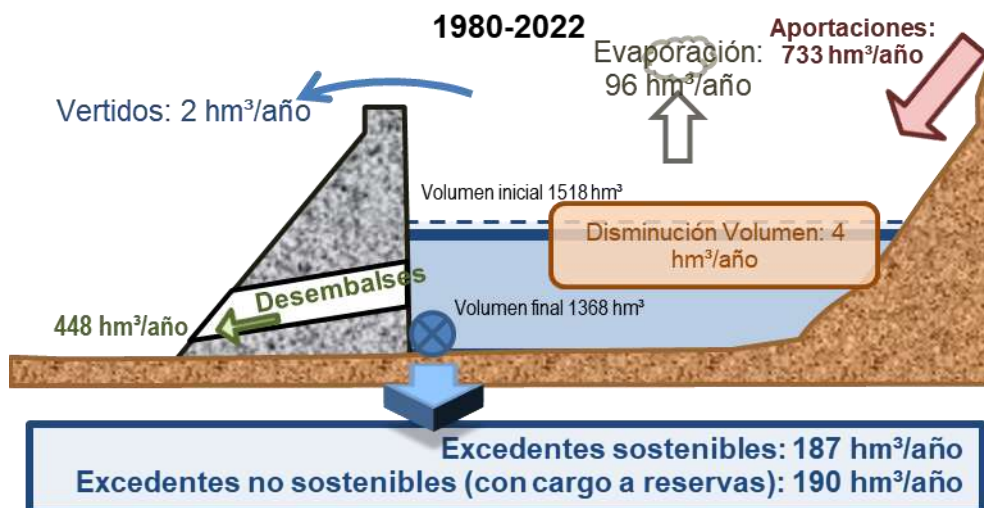 1980-2022
Aportaciones:
733 hm³/año
Evaporación:
96 hm³/año
Vertidos: 2 hm³/año
Volumen inicial 1518 hm³
Disminución Volumen: 4
hm³/año
Desembalses
Volumen final 1368 hm³
448 hm³/año
Excedentes sostenibles: 187 hm³/año
Excedentes no sostenibles (con cargo a reservas): 190 hm³/año